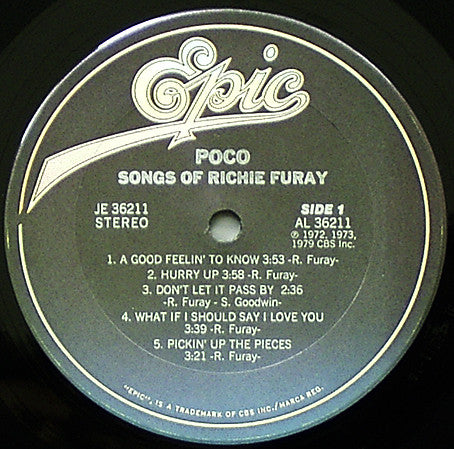 Epic
POCO
SONGS OF RICHIE FURAY
JE 36211
STEREO
SIDE 1
AL 36211
℗ 1972, 1973,
1979 CBS Inc.
1. A GOOD FEELIN' TO KNOW 3:53 -R. Furay-
2. HURRY UP 3:58 -R. Furay-
3. DON'T LET IT PASS BY 2:36
-R. Furay - S. Goodwin-
4. WHAT IF I SHOULD SAY I LOVE YOU
3:39 -R. Furay-
5. PICKIN' UP THE PIECES
3:21 -R. Furay-
"EPIC", IS A TRADEMARK OF CBS INC./MARCA REG.